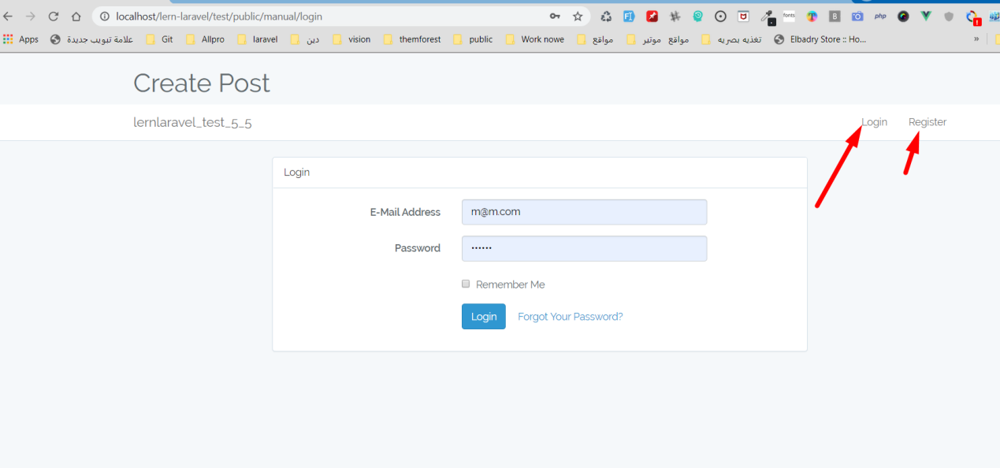 localhost/lern-laravel/test/public/manual/login
fonts B php
Apps علامة تبويب جديدة Git Allpro laravel دين vision themforest public Work nowe مواقع مواقع موتير تغذيه بصريه Elbadry Store :: Ho... »
Create Post
lernlaravel_test_5_5 Login Register
Login
E-Mail Address m@m.com
Password ••••••
Remember Me
Login Forgot Your Password?